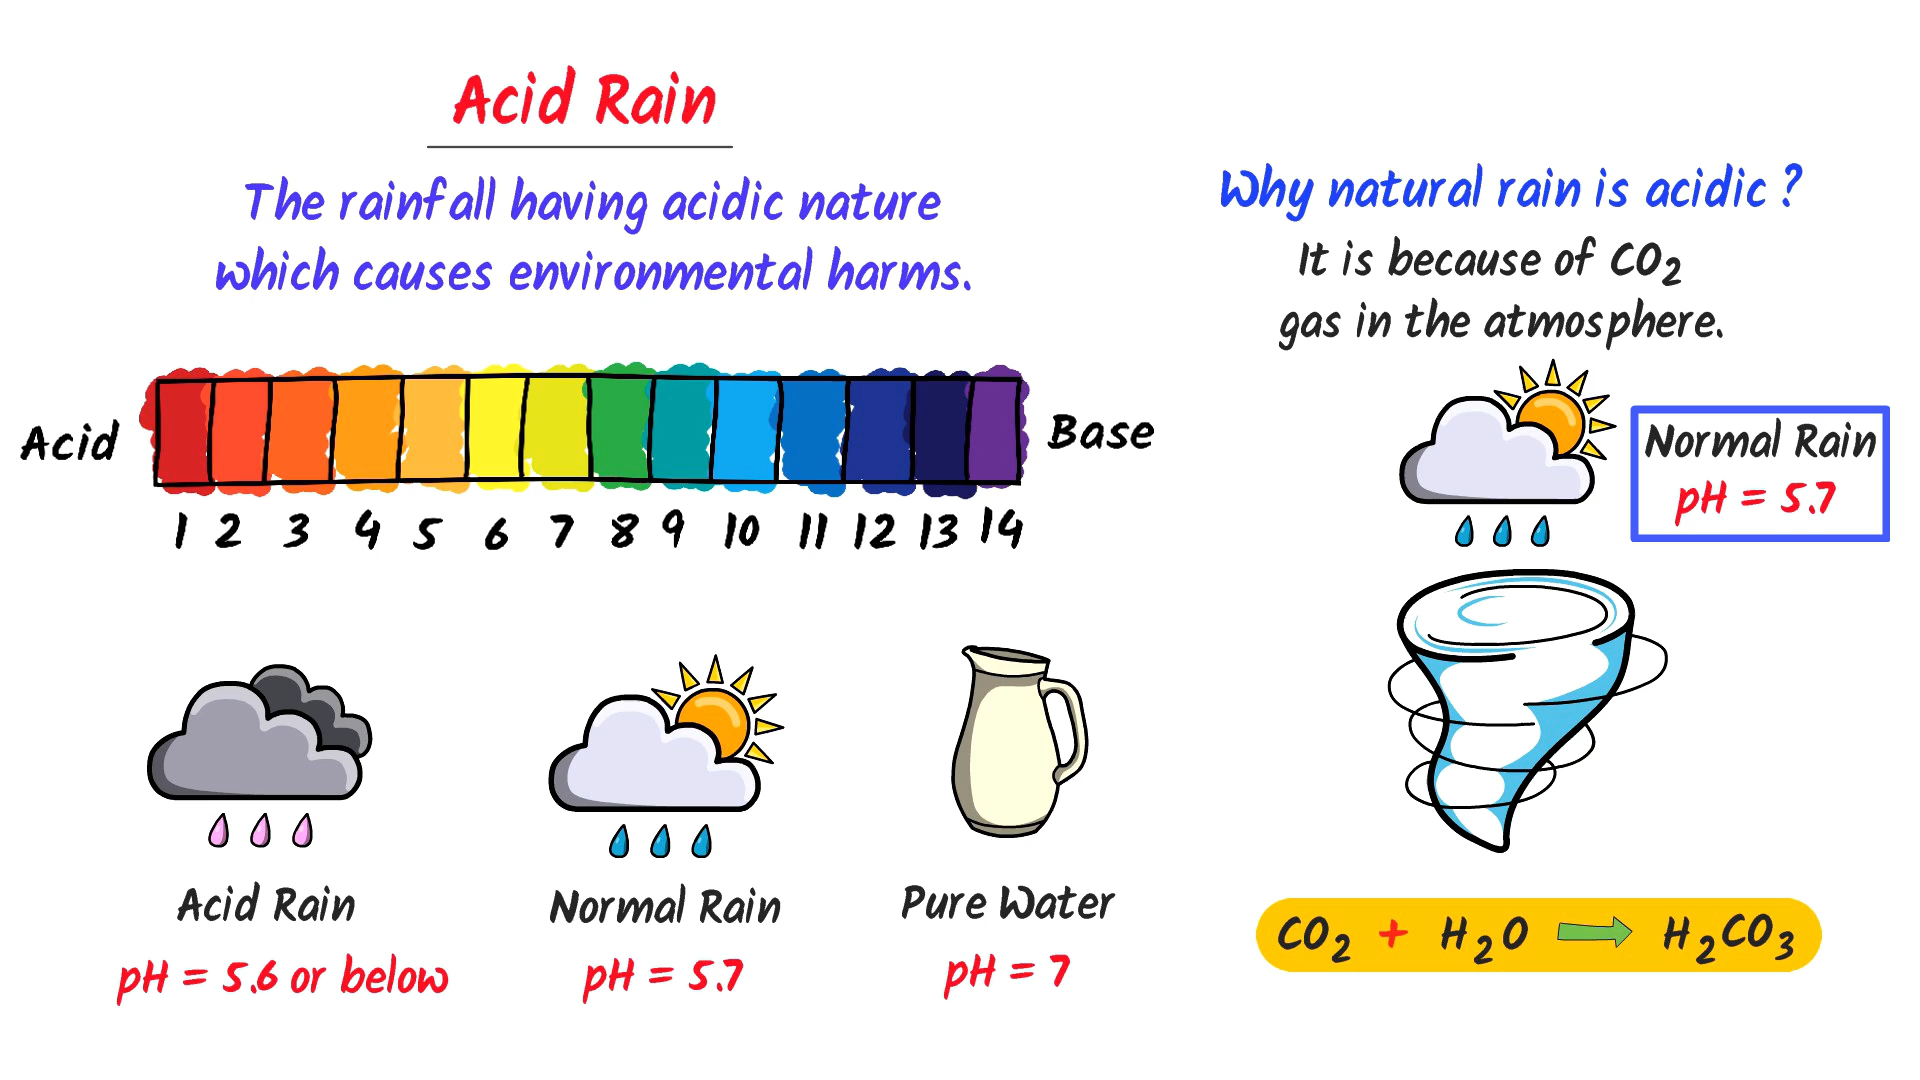 Acid Rain
The rainfall having acidic nature
which causes environmental harms.
Acid
Base
1 2 3 4 5 6 7 8 9 10 11 12 13 14
Acid Rain
pH = 5.6 or below
Normal Rain
pH = 5.7
Pure Water
pH = 7
Why natural rain is acidic ?
It is because of CO₂
gas in the atmosphere.
Normal Rain
pH = 5.7
CO₂ + H₂O → H₂CO₃